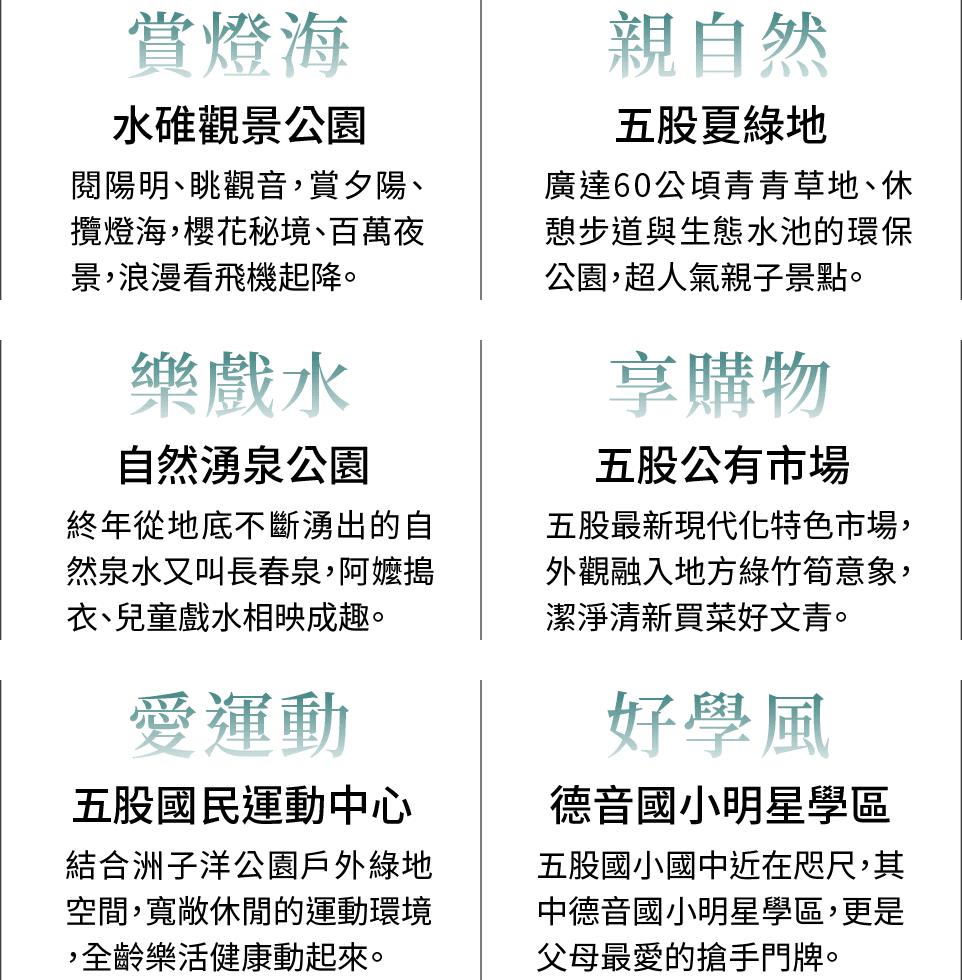 賞燈海
水碓觀景公園
閱陽明、眺觀音，賞夕陽、
攬燈海，櫻花秘境、百萬夜
景，浪漫看飛機起降。
親自然
五股夏綠地
廣達60公頃青青草地、休
憩步道與生態水池的環保
公園，超人氣親子景點。
樂戲水
自然湧泉公園
終年從地底不斷湧出的自
然泉水又叫長春泉，阿嬤搗
衣、兒童戲水相映成趣。
享購物
五股公有市場
五股最新現代化特色市場，
外觀融入地方綠竹筍意象，
潔淨清新買菜好文青。
愛運動
五股國民運動中心
結合洲子洋公園戶外綠地
空間，寬敞休閒的運動環境
，全齡樂活健康動起來。
好學風
德音國小明星學區
五股國小國中近在咫尺，其
中德音國小明星學區，更是
父母最愛的搶手門牌。